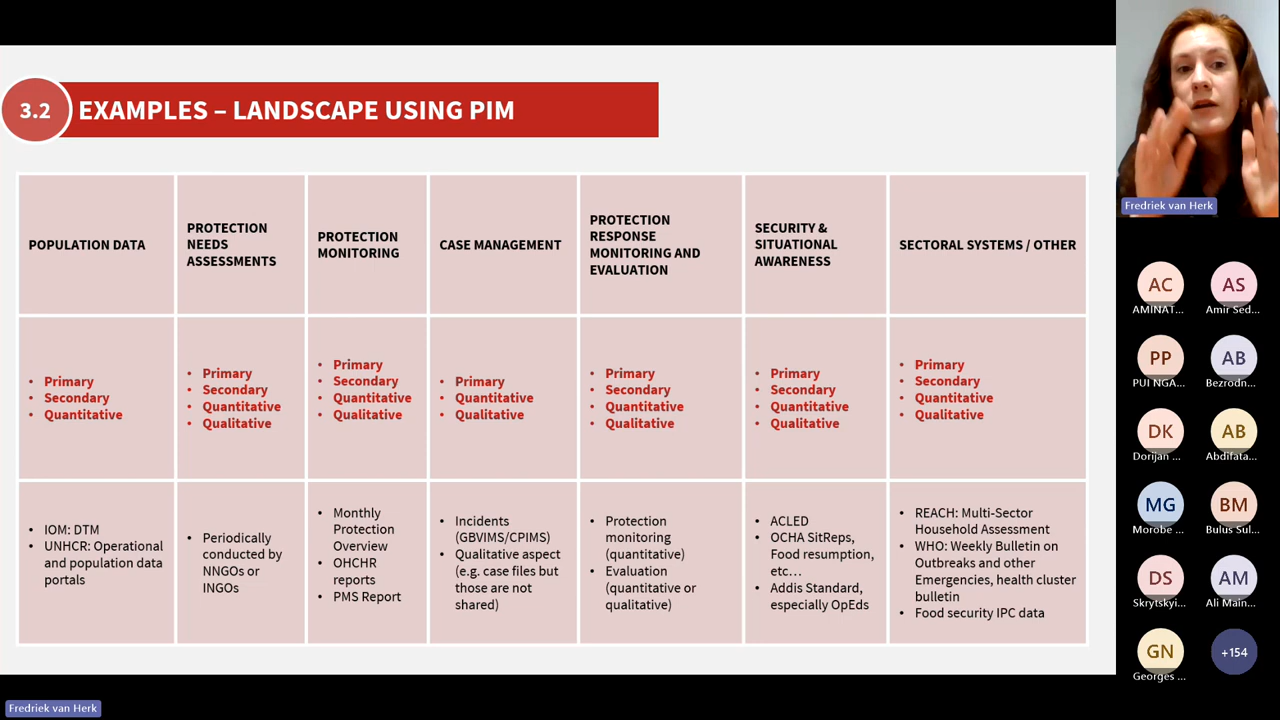 3.2
EXAMPLES – LANDSCAPE USING PIM
POPULATION DATA
PROTECTION
NEEDS
ASSESSMENTS
PROTECTION
MONITORING
CASE MANAGEMENT
PROTECTION
RESPONSE
MONITORING AND
EVALUATION
SECURITY &
SITUATIONAL
AWARENESS
SECTORAL SYSTEMS / OTHER
• Primary
• Secondary
• Quantitative
• Primary
• Secondary
• Quantitative
• Qualitative
• Primary
• Secondary
• Quantitative
• Qualitative
• Primary
• Quantitative
• Qualitative
• Primary
• Secondary
• Quantitative
• Qualitative
• Primary
• Secondary
• Quantitative
• Qualitative
• Primary
• Secondary
• Quantitative
• Qualitative
• IOM: DTM
• UNHCR: Operational
and population data
portals
• Periodically
conducted by
NNGOs or
INGOs
• Monthly
Protection
Overview
• OHCHR
reports
• PMS Report
• Incidents
(GBVIMS/CPIMS)
• Qualitative aspect
(e.g. case files but
those are not
shared)
• Protection
monitoring
(quantitative)
• Evaluation
(quantitative or
qualitative)
• ACLED
• OCHA SitReps,
Food resumption,
etc…
• Addis Standard,
especially OpEds
• REACH: Multi-Sector
Household Assessment
• WHO: Weekly Bulletin on
Outbreaks and other
Emergencies, health cluster
bulletin
• Food security IPC data
Fredriek van Herk
AC
AMINAT...
AS
Amir Sed...
PP
PUI NGA...
AB
Bezrodn...
DK
Dorijan ...
AB
Abdifata...
MG
Morobe ...
BM
Bulus Sul...
DS
Skrytskyi...
AM
Ali Main...
GN
Georges ...
+154
Fredriek van Herk